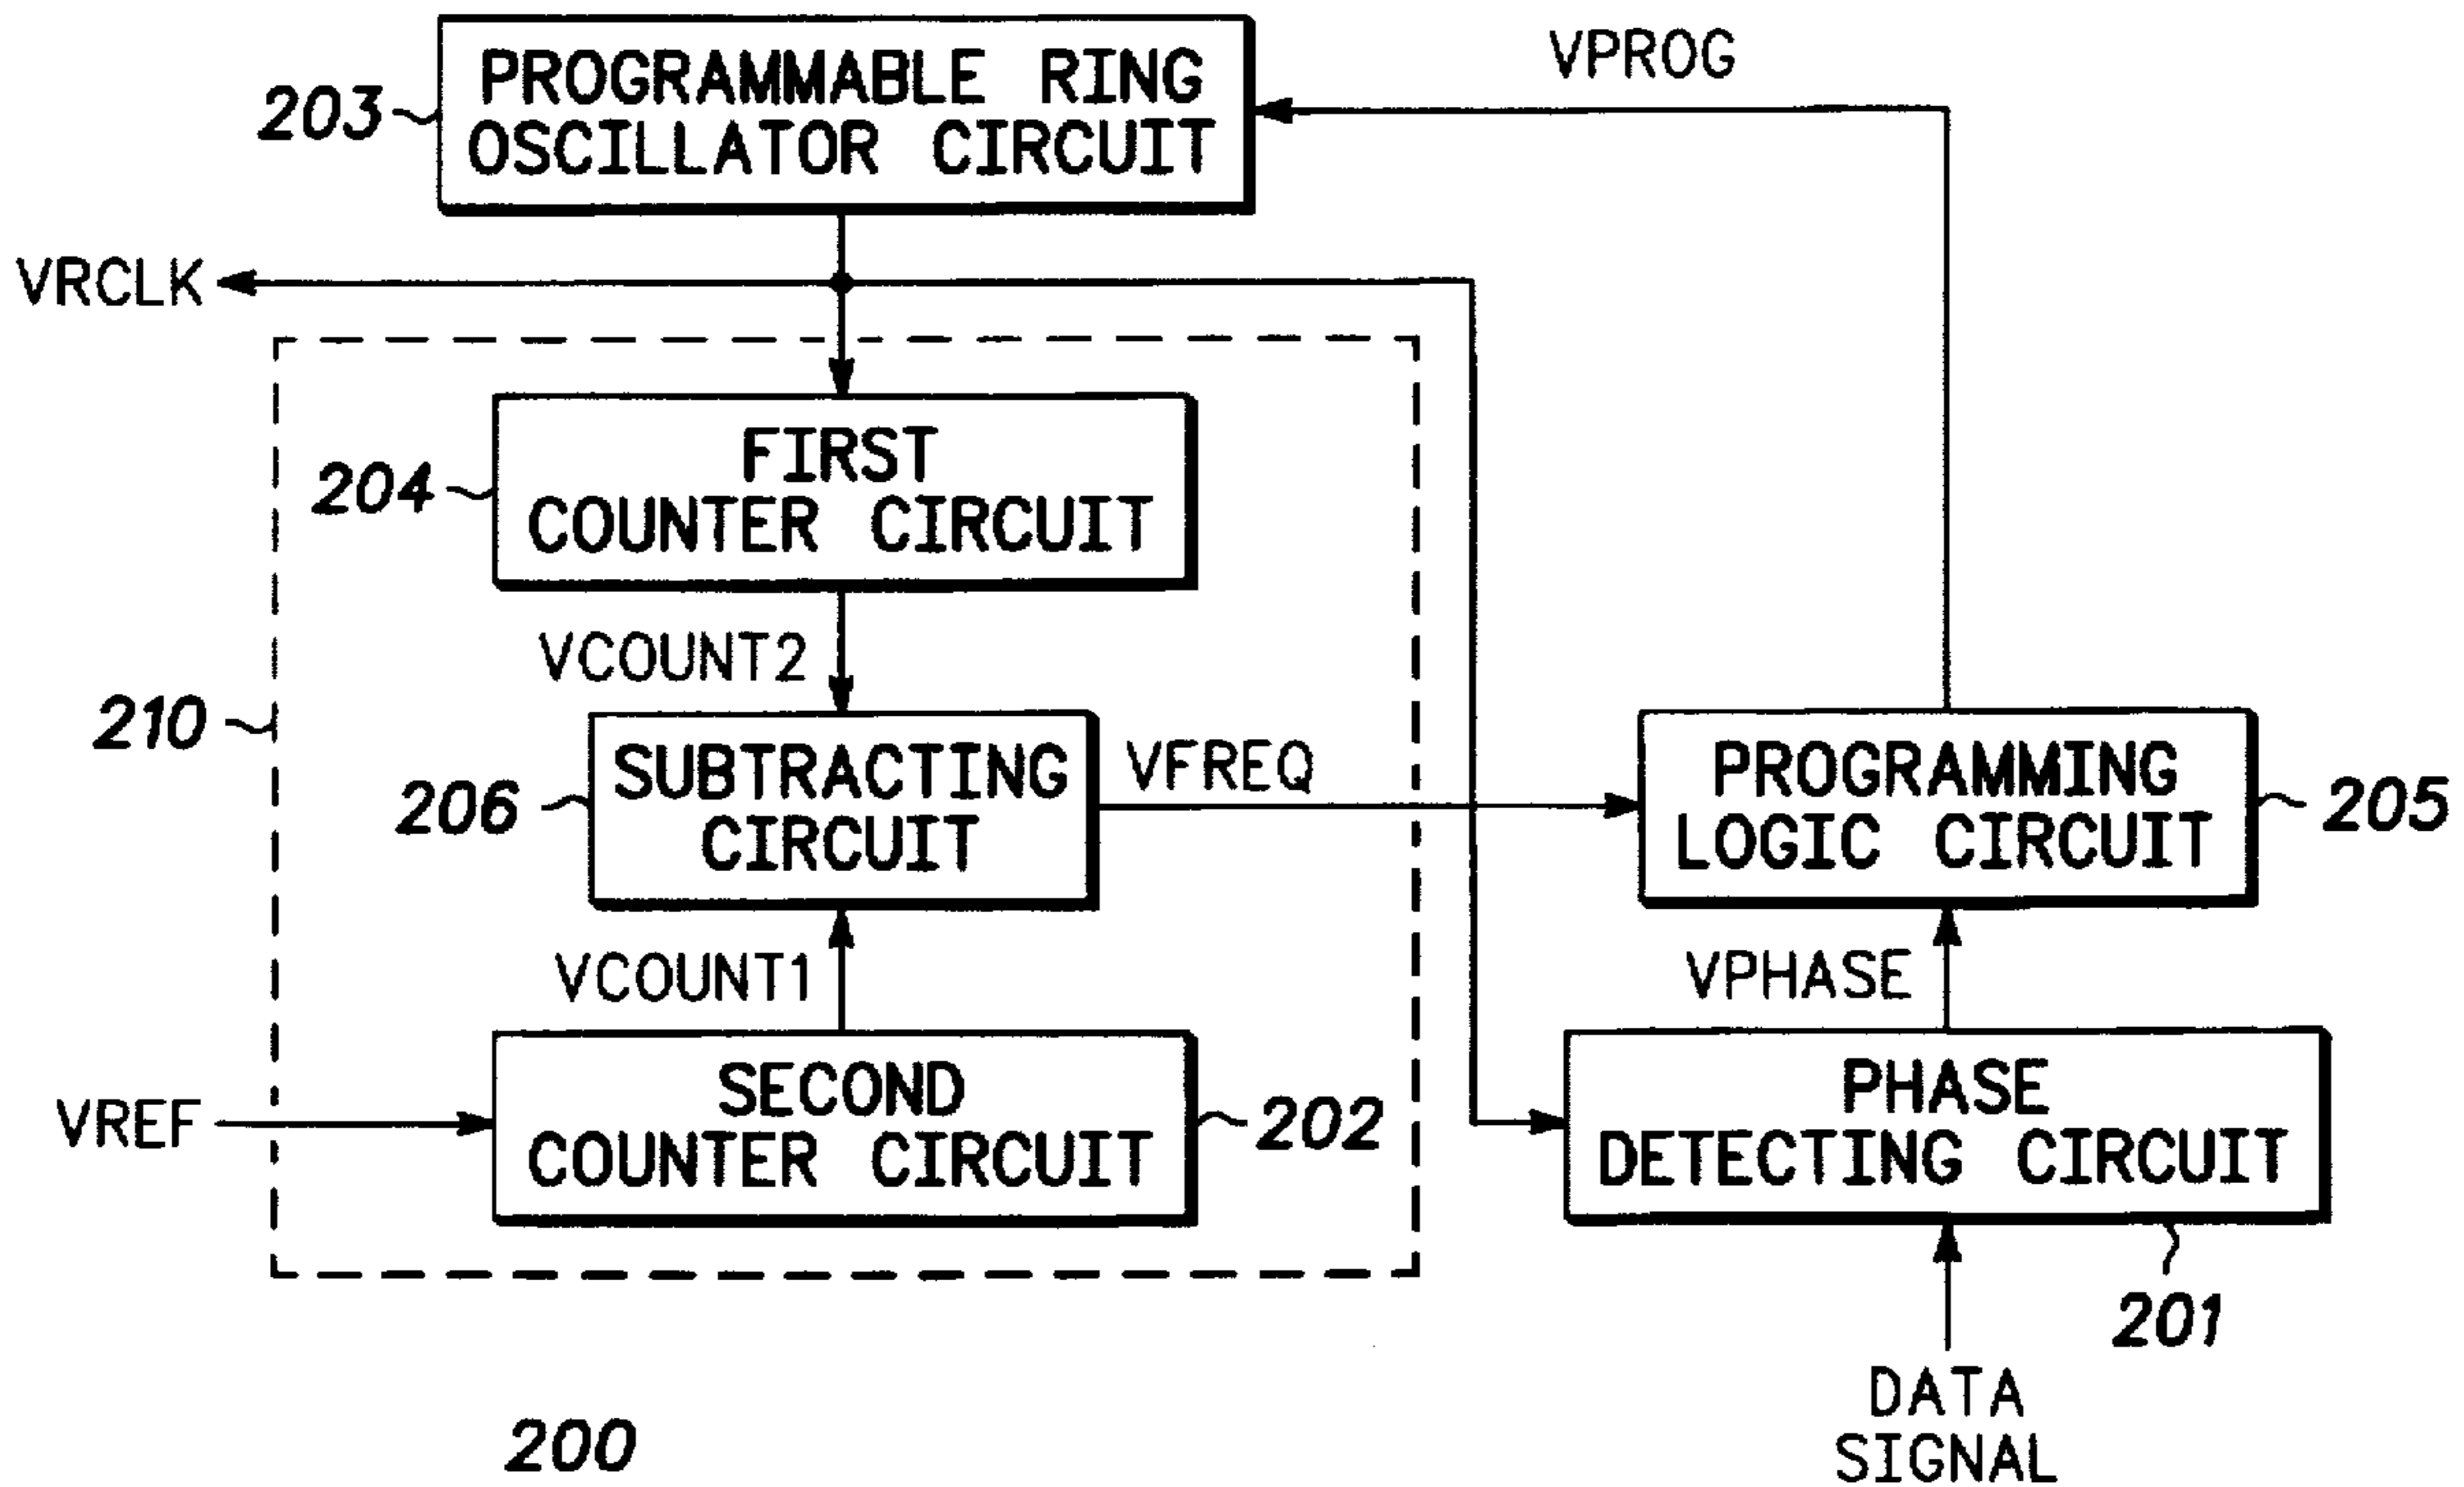 VPROG
203
PROGRAMMABLE RING
OSCILLATOR CIRCUIT
VRCLK
204
FIRST
COUNTER CIRCUIT
VCOUNT2
210
206
SUBTRACTING
CIRCUIT
VFREQ
PROGRAMMING
LOGIC CIRCUIT
205
VCOUNT1
VPHASE
VREF
SECOND
COUNTER CIRCUIT
202
PHASE
DETECTING CIRCUIT
201
DATA
SIGNAL
200